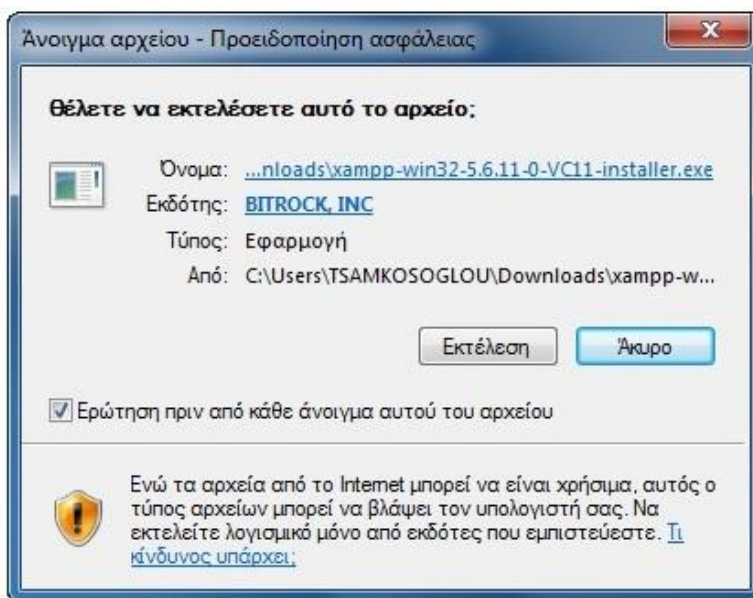 Άνοιγμα αρχείου - Προειδοποίηση ασφάλειας
Θέλετε να εκτελέσετε αυτό το αρχείο;
Όνομα: ...nloads\xampp-win32-5.6.11-0-VC11-installer.exe
Εκδότης: BITROCK, INC
Τύπος: Εφαρμογή
Από: C:\Users\TSAMKOSOGLOU\Downloads\xampp-w...
Εκτέλεση Άκυρο
Ερώτηση πριν από κάθε άνοιγμα αυτού του αρχείου
Ενώ τα αρχεία από το Internet μπορεί να είναι χρήσιμα, αυτός ο
τύπος αρχείων μπορεί να βλάψει τον υπολογιστή σας. Να
εκτελείτε λογισμικό μόνο από εκδότες που εμπιστεύεστε. Τι
κίνδυνος υπάρχει;